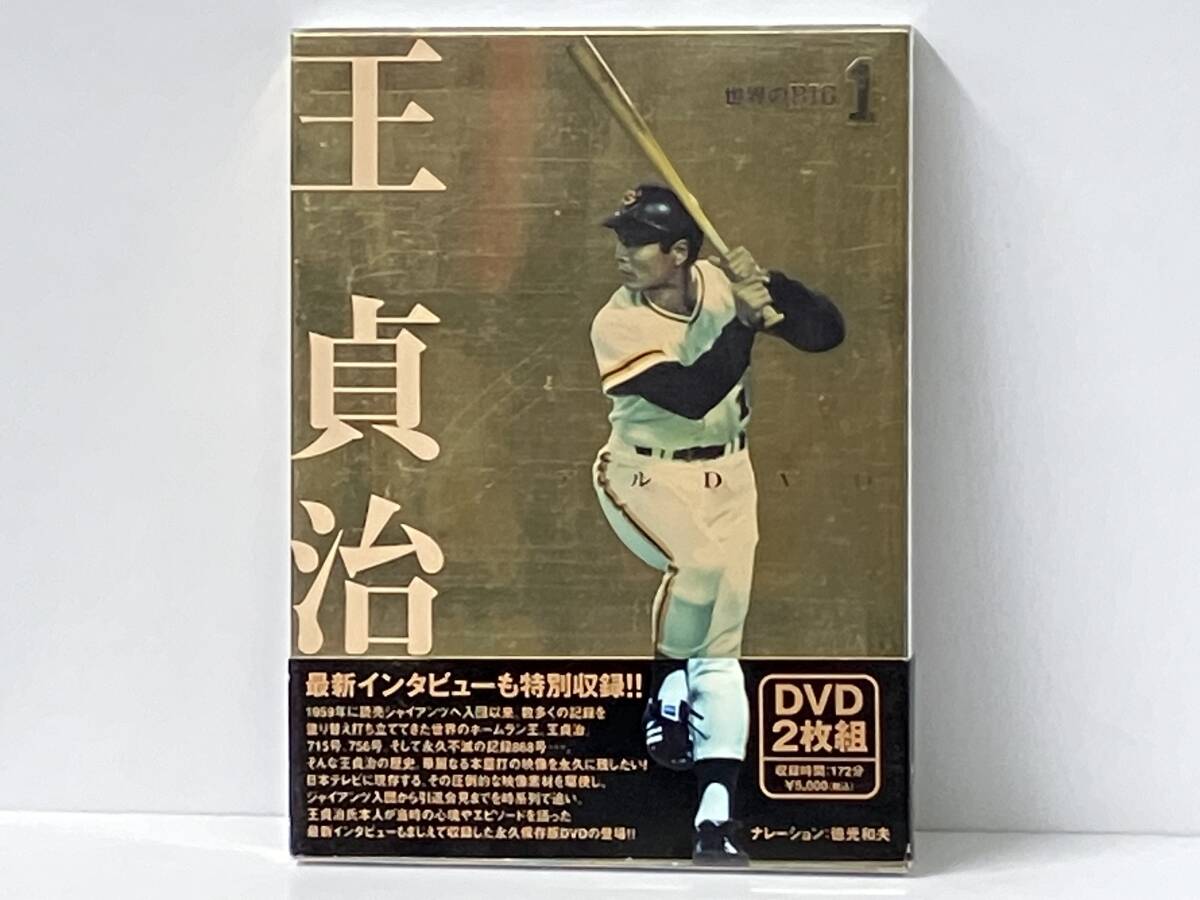 王貞治
世界のBIG 1
ルDVD
最新インタビューも特別収録!!
1959年に読売ジャイアンツへ入団以来、数多くの記録を
塗り替え打ち立ててきた世界のホームラン王、王貞治。
715号、756号、そして永久不滅の記録868号…。
そんな王貞治の歴史、華麗なる本塁打の映像を永久に残したい!
日本テレビに現存する、その圧倒的な映像素材を駆使し、
ジャイアンツ入団から引退会見までを時系列で追い、
王貞治氏本人が当時の心境やエピソードを語った
最新インタビューもまじえて収録した永久保存版DVDの登場!!
DVD
2枚組
収録時間:172分
¥5,000(税込)
ナレーション:徳光和夫